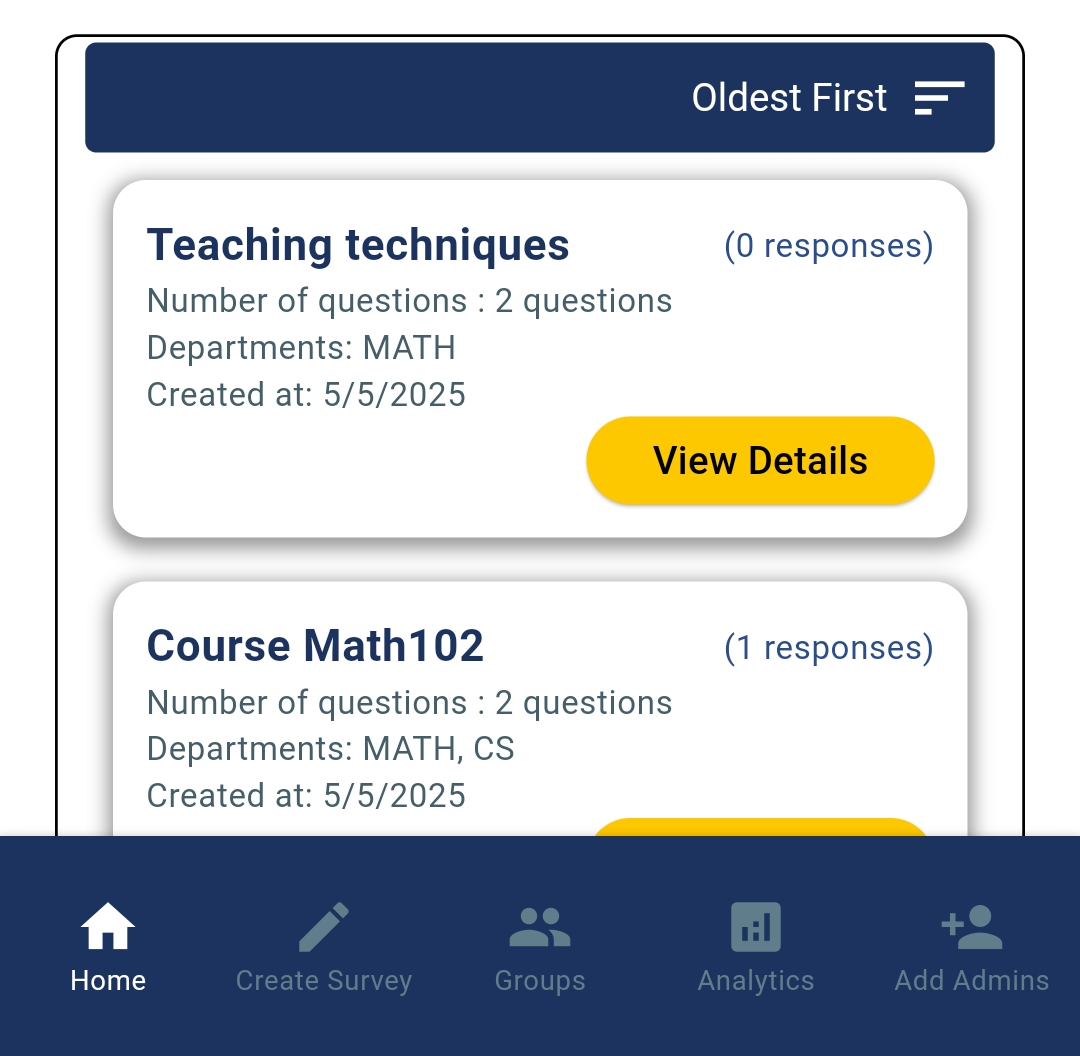 Oldest First
Teaching techniques (0 responses)
Number of questions : 2 questions
Departments: MATH
Created at: 5/5/2025
View Details
Course Math102 (1 responses)
Number of questions : 2 questions
Departments: MATH, CS
Created at: 5/5/2025
Home Create Survey Groups Analytics Add Admins